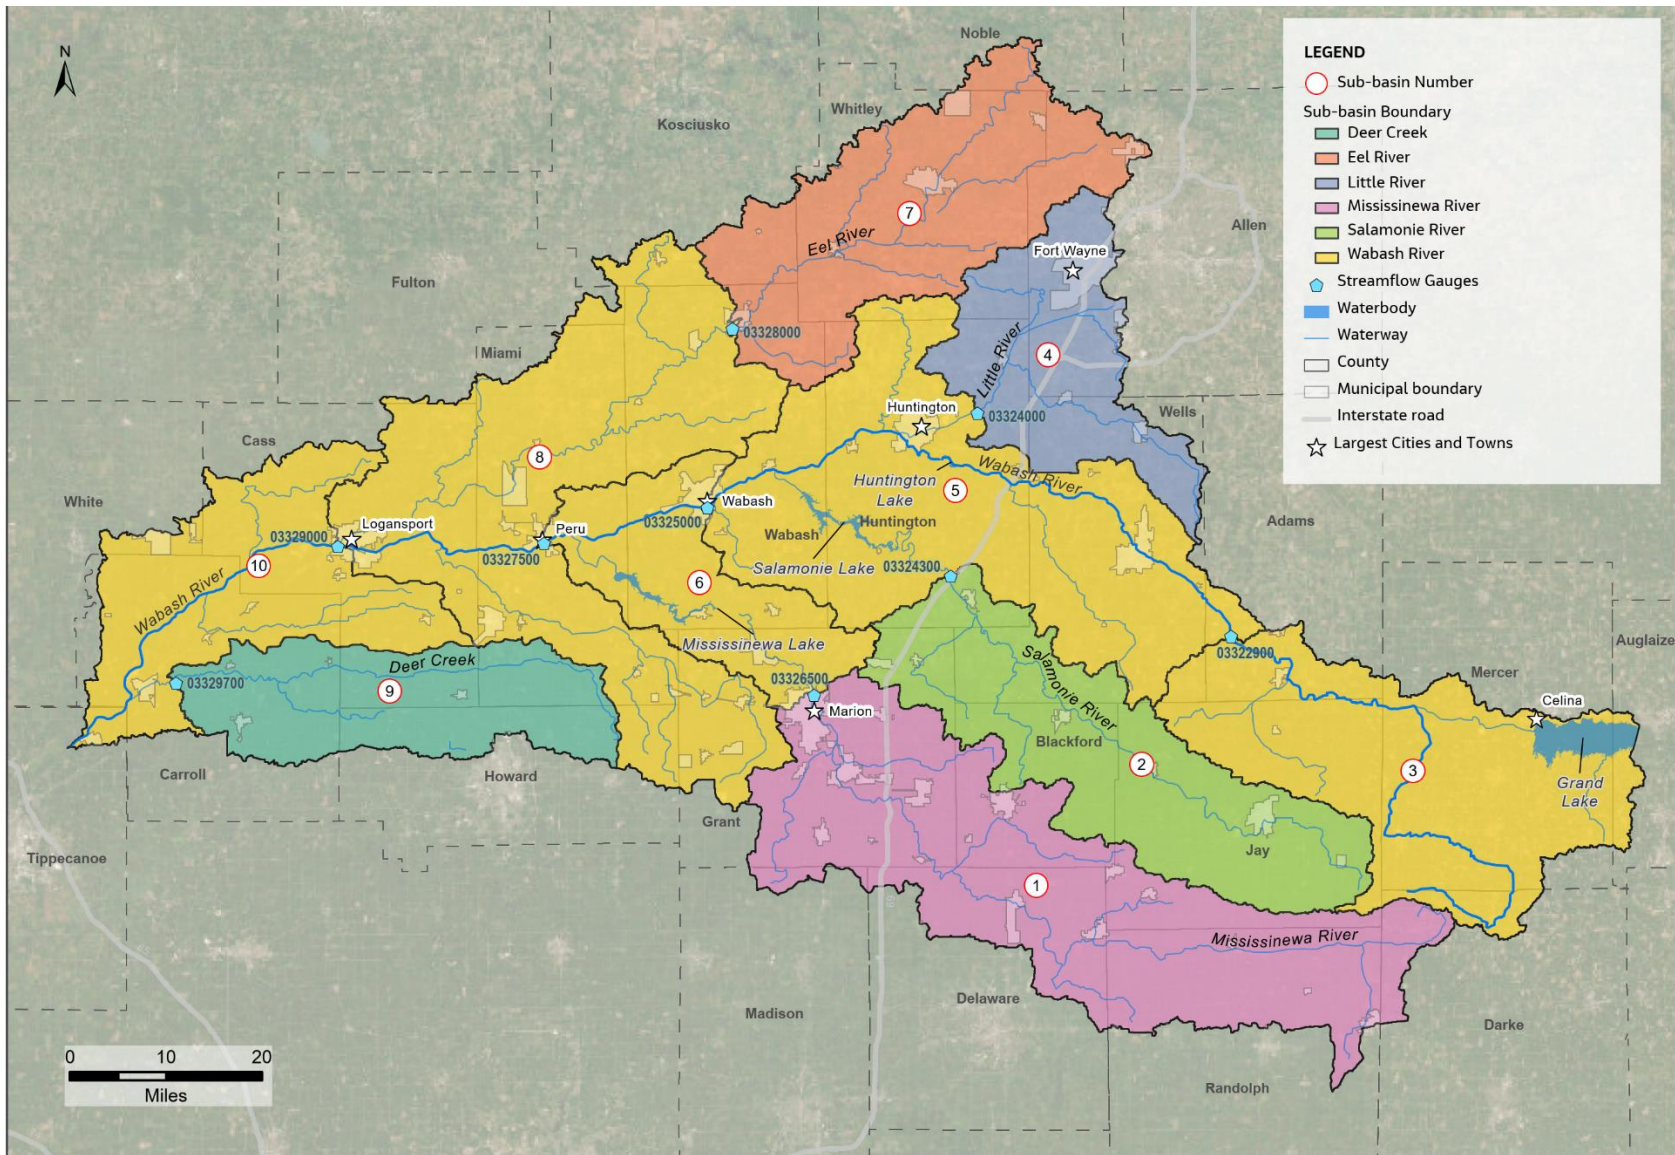 N
LEGEND
Sub-basin Number
Sub-basin Boundary
Deer Creek
Eel River
Little River
Mississinewa River
Salamonie River
Wabash River
Streamflow Gauges
Waterbody
Waterway
County
Municipal boundary
Interstate road
Largest Cities and Towns
Noble
Whitley
Kosciusko
7
Eel River
Allen
Fort Wayne
Fulton
03328000
Miami
Little River
4
Huntington
03324000
Wells
Cass
8
Wabash River
Huntington
Lake
5
White
Wabash
Logansport
03329000
Peru
03325000
Huntington
Adams
03327500
Wabash
10
Salamonie Lake
03324300
6
Wabash River
Mississinewa Lake
03322900
Auglaize
Mercer
Deer Creek
03329700
9
03326500
Marion
Salamonie River
Celina
Blackford
2
3
Carroll
Howard
Grand
Lake
Grant
Tippecanoe
Jay
1
Mississinewa River
Delaware
Madison
Darke
Randolph
0 10 20
Miles